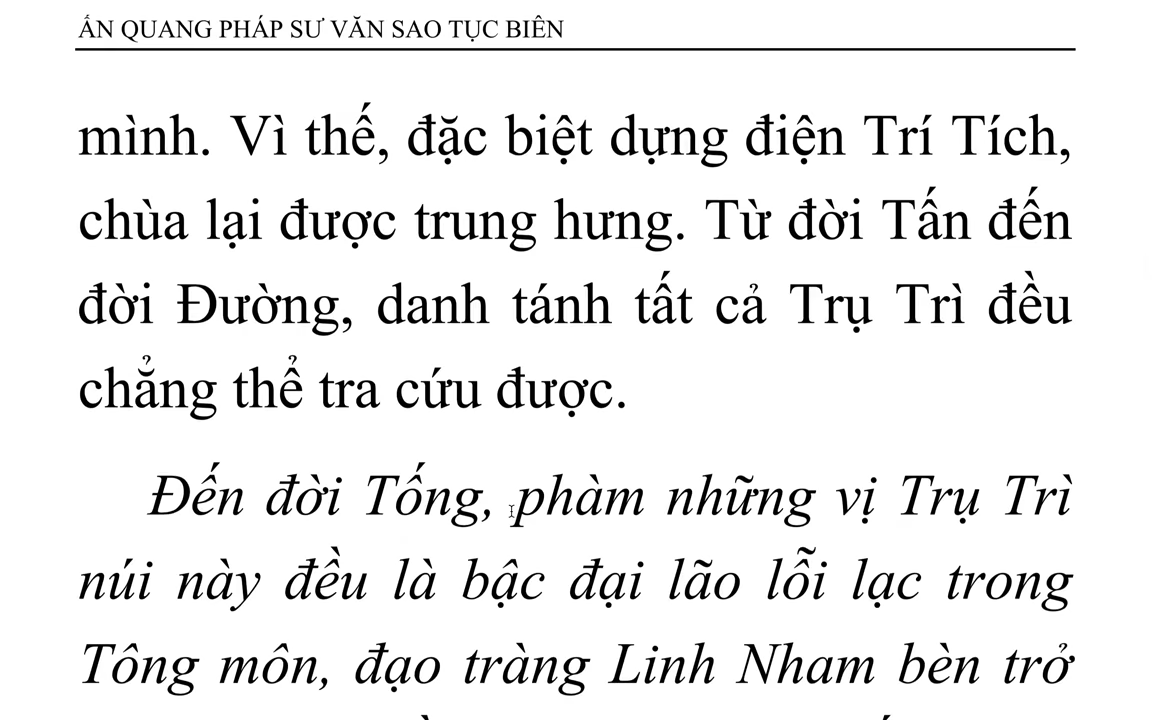 ẤN QUANG PHÁP SƯ VĂN SAO TỤC BIÊN
mình. Vì thế, đặc biệt dựng điện Trí Tích,
chùa lại được trung hưng. Từ đời Tấn đến
đời Đường, danh tánh tất cả Trụ Trì đều
chẳng thể tra cứu được.
Đến đời Tống, phàm những vị Trụ Trì
núi này đều là bậc đại lão lỗi lạc trong
Tông môn, đạo tràng Linh Nham bèn trở